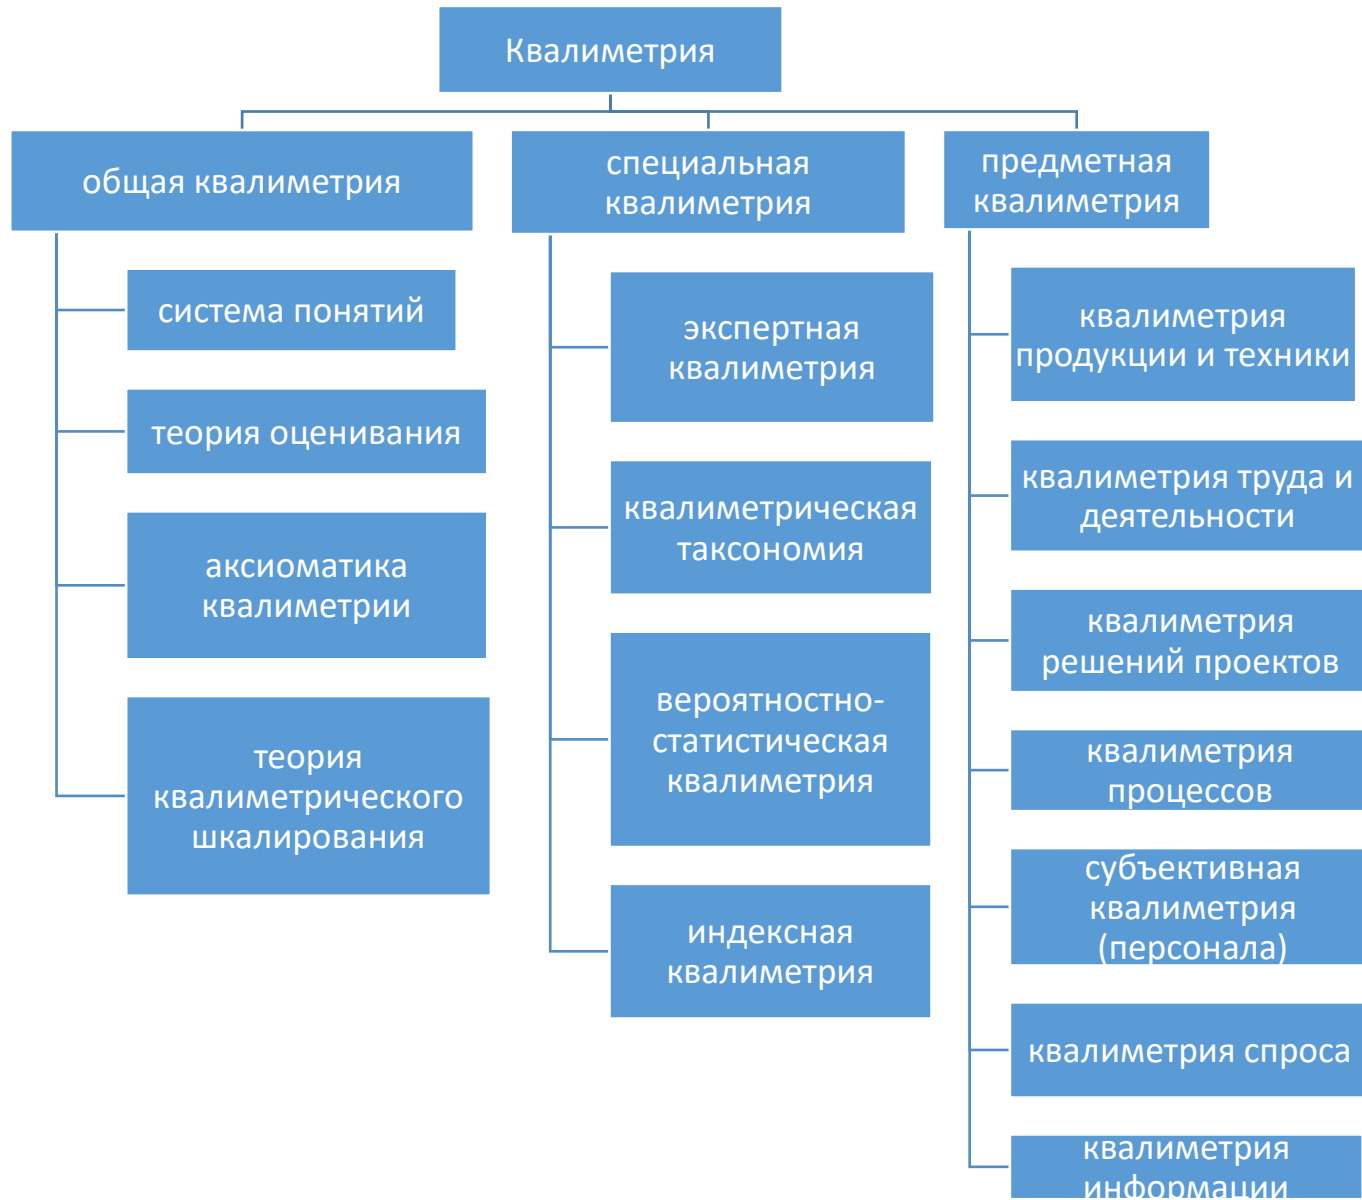 Квалиметрия
общая квалиметрия
система понятий
теория оценивания
аксиоматика
квалиметрии
теория
квалиметрического
шкалирования
специальная
квалиметрия
экспертная
квалиметрия
квалиметрическая
таксономия
вероятностно-
статистическая
квалиметрия
индексная
квалиметрия
предметная
квалиметрия
квалиметрия
продукции и техники
квалиметрия труда и
деятельности
квалиметрия
решений проектов
квалиметрия
процессов
субъективная
квалиметрия
(персонала)
квалиметрия спроса
квалиметрия
информации